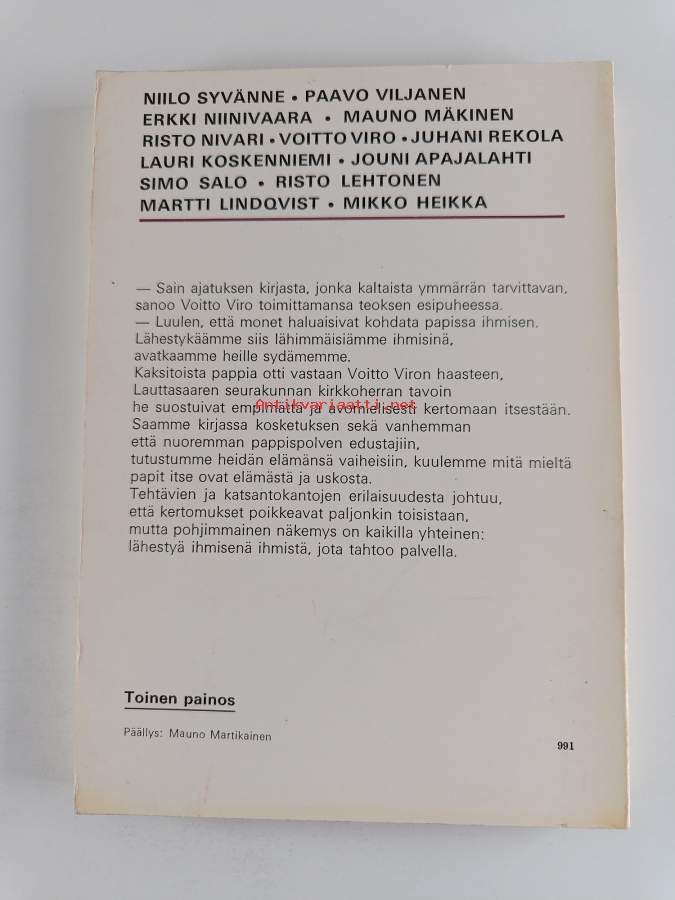 NIILO SYVÄNNE • PAAVO VILJANEN
ERKKI NIINIVAARA • MAUNO MÄKINEN
RISTO NIVARI • VOITTO VIRO • JUHANI REKOLA
LAURI KOSKENNIEMI • JOUNI APAJALAHTI
SIMO SALO • RISTO LEHTONEN
MARTTI LINDQVIST • MIKKO HEIKKA
— Sain ajatuksen kirjasta, jonka kaltaista ymmärrän tarvittavan,
sanoo Voitto Viro toimittamansa teoksen esipuheessa.
— Luulen, että monet haluaisivat kohdata papissa ihmisen.
Lähestykäämme siis lähimmäisiämme ihmisinä,
avatkaamme heille sydämemme.
Kaksitoista pappia otti vastaan Voitto Viron haasteen,
Lauttasaaren seurakunnan kirkkoherran tavoin
Antikvariaatti.net
he suostuivat empimättä ja avomielisesti kertomaan itsestään.
Saamme kirjassa kosketuksen sekä vanhemman
että nuoremman pappispolven edustajiin,
tutustumme heidän elämänsä vaiheisiin, kuulemme mitä mieltä
papit itse ovat elämästä ja uskosta.
Tehtävien ja katsantokantojen erilaisuudesta johtuu,
että kertomukset poikkeavat paljonkin toisistaan,
mutta pohjimmainen näkemys on kaikilla yhteinen:
lähestyä ihmisenä ihmistä, jota tahtoo palvella.
Toinen painos
Päällys: Mauno Martikainen
991